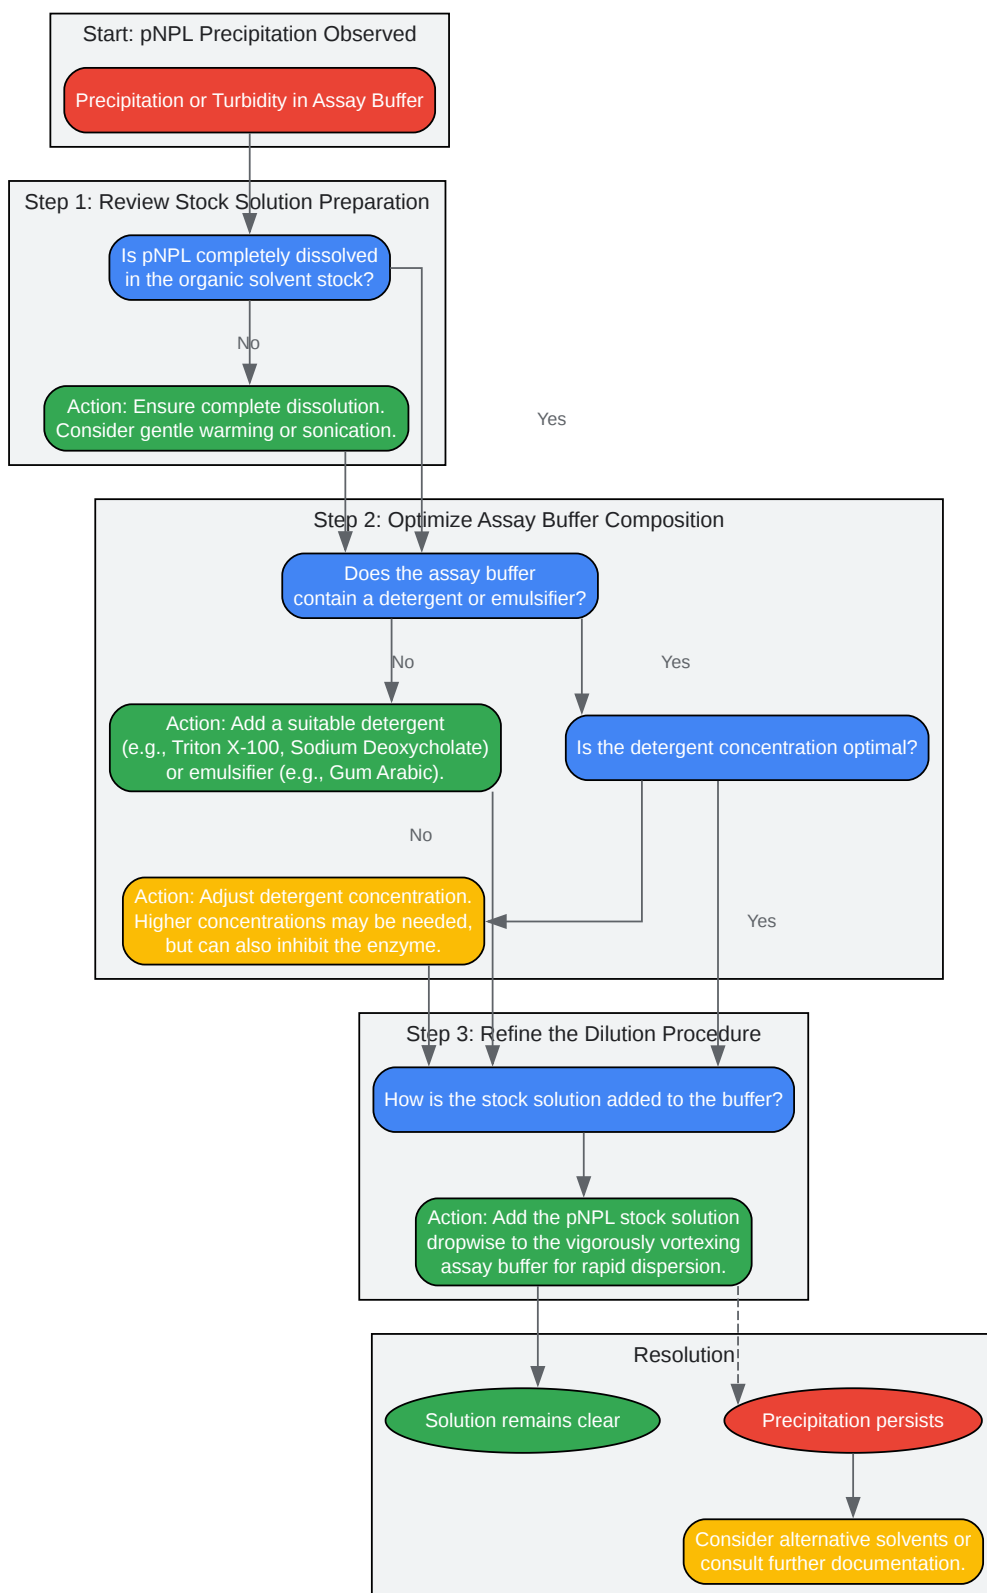 Start: pNPL Precipitation Observed
Precipitation or Turbidity in Assay Buffer
Step 1: Review Stock Solution Preparation
Is pNPL completely dissolved
in the organic solvent stock?
No
Action: Ensure complete dissolution.
Consider gentle warming or sonication.
Yes
Step 2: Optimize Assay Buffer Composition
Does the assay buffer
contain a detergent or emulsifier?
No
Yes
Action: Add a suitable detergent
(e.g., Triton X-100, Sodium Deoxycholate)
or emulsifier (e.g., Gum Arabic).
Is the detergent concentration optimal?
No
Action: Adjust detergent concentration.
Higher concentrations may be needed,
but can also inhibit the enzyme.
Yes
Step 3: Refine the Dilution Procedure
How is the stock solution added to the buffer?
Action: Add the pNPL stock solution
dropwise to the vigorously vortexing
assay buffer for rapid dispersion.
Resolution
Solution remains clear
Precipitation persists
Consider alternative solvents or
consult further documentation.